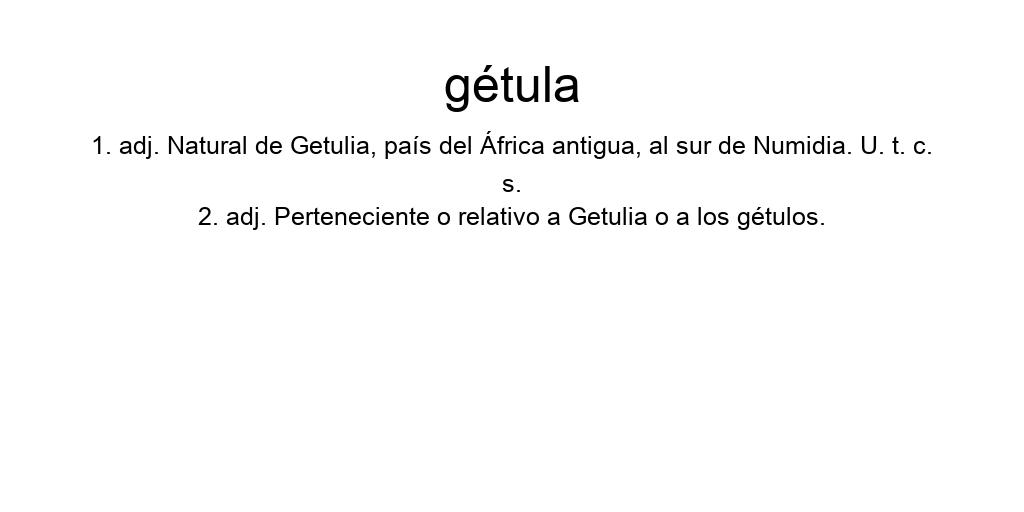 gétula
1. adj. Natural de Getulia, país del África antigua, al sur de Numidia. U. t. c.
s.
2. adj. Perteneciente o relativo a Getulia o a los gétulos.